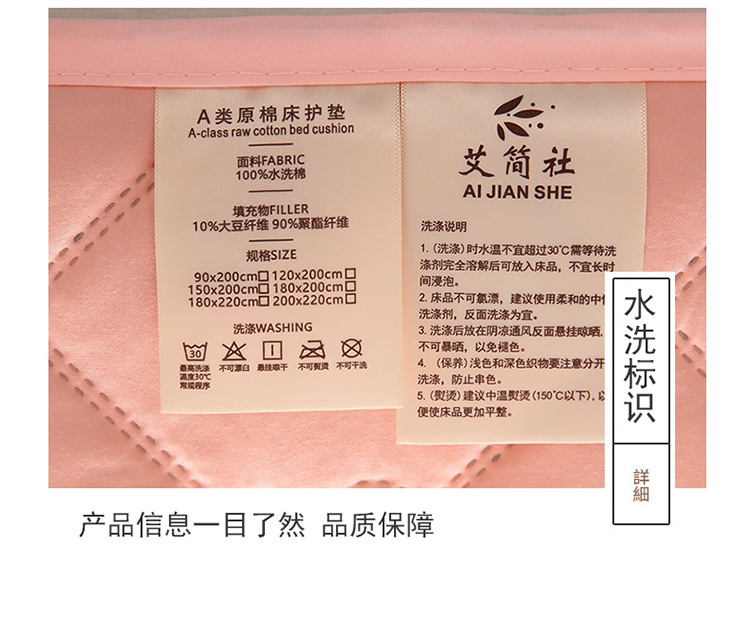 A类原棉床护垫
A-class raw cotton bed cushion
面料FABRIC
100%水洗棉
填充物FILLER
10%大豆纤维 90%聚酯纤维
规格SIZE
90x200cm□ 120x200cm□
150x200cm□ 180x200cm□
180x220cm□ 200x220cm□
洗涤WASHING
30
最高洗涤 不可漂白 悬挂晾干 不可熨烫 不可干洗
温度30℃
常规程序
艾简社
AI JIAN SHE
洗涤说明
1.（洗涤）时水温不宜超过30℃需等待洗
涤剂完全溶解后可放入床品，不宜长时
间浸泡。
2. 床品不可氯漂，建议使用柔和的中
洗涤剂，反面洗涤为宜。
3. 洗涤后放在阴凉通风反面悬挂晾晒，
不可暴晒，以免褪色。
4. （保养）浅色和深色织物要注意分开
洗涤，防止串色。
5.（熨烫）建议中温熨烫(150℃以下)，
便使床品更加平整。
水洗标识
詳細
产品信息一目了然 品质保障